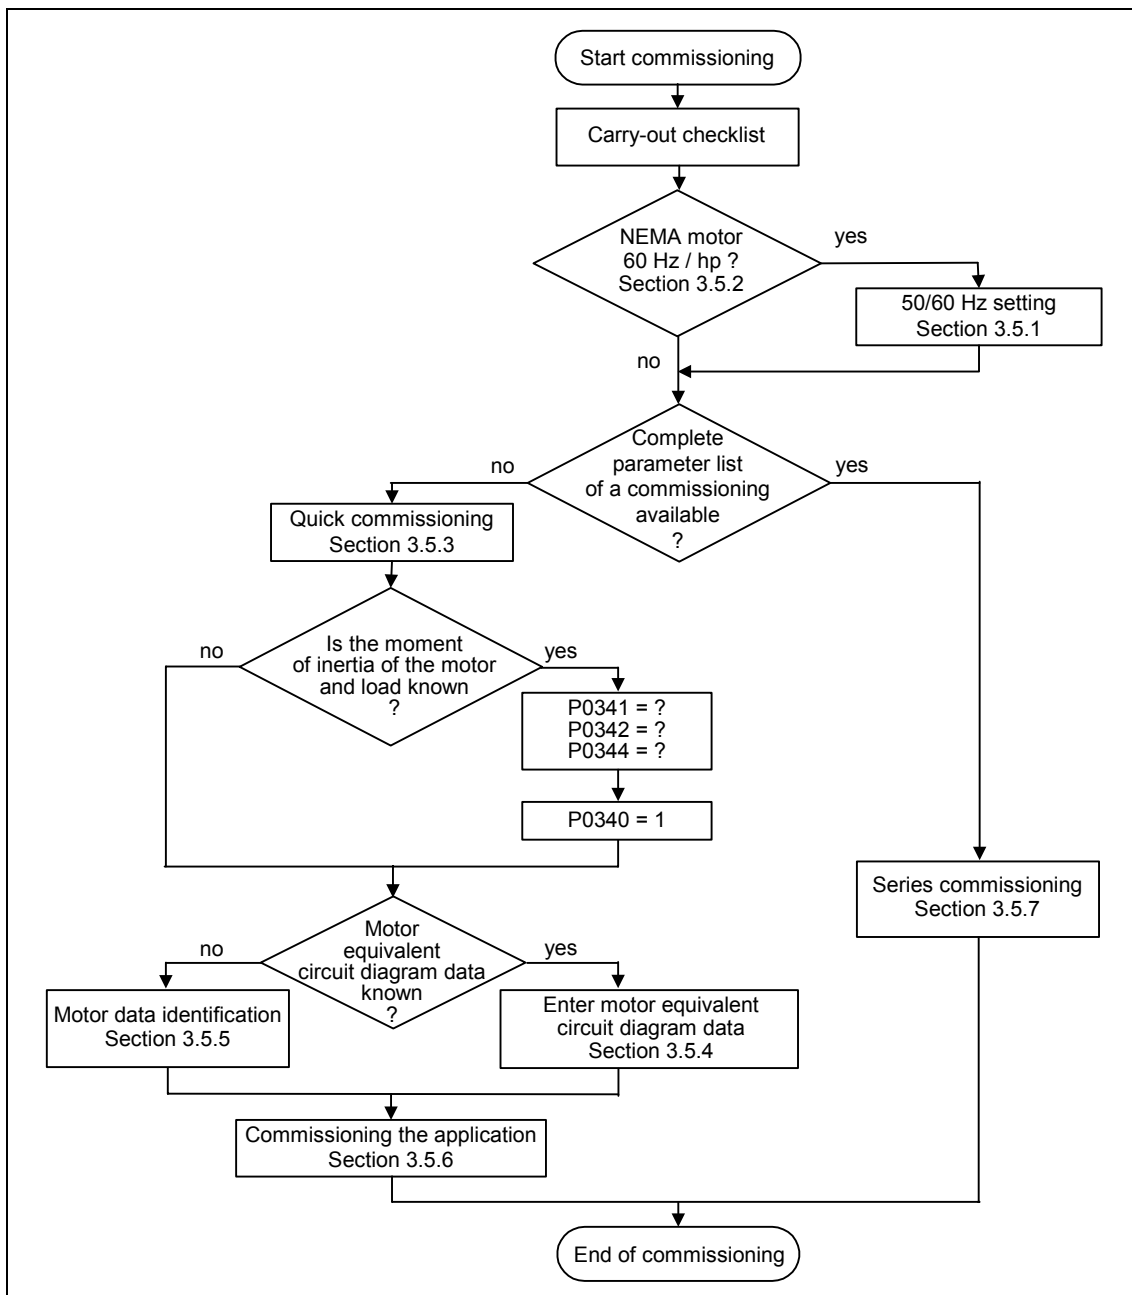 Start commissioning
Carry-out checklist
NEMA motor
60 Hz / hp ?
Section 3.5.2
yes
50/60 Hz setting
Section 3.5.1
no
Complete
parameter list
of a commissioning
available
?
no
yes
Quick commissioning
Section 3.5.3
Is the moment
of inertia of the motor
and load known
?
no
yes
P0341 = ?
P0342 = ?
P0344 = ?
P0340 = 1
Series commissioning
Section 3.5.7
Motor
equivalent
circuit diagram data
known
?
no
yes
Motor data identification
Section 3.5.5
Enter motor equivalent
circuit diagram data
Section 3.5.4
Commissioning the application
Section 3.5.6
End of commissioning